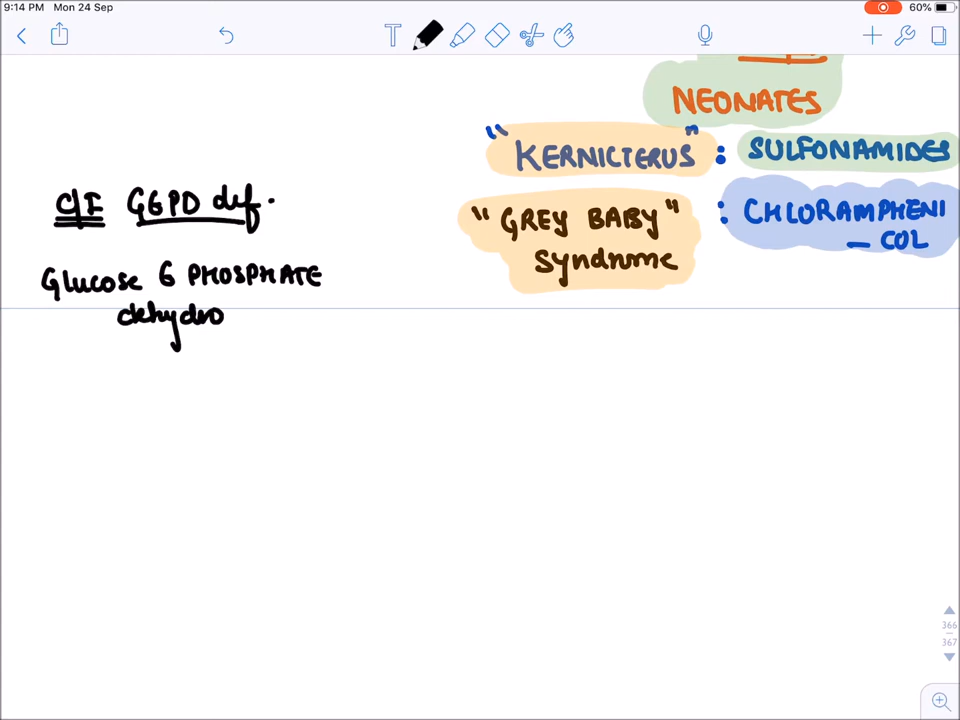 9:14 PM Mon 24 Sep
60%
T
NEONATES
"KERNICTERUS" : SULFONAMIDES
"GREY BABY" : CHLORAMPHENI
Syndrome — COL
C/I G6PD def.
Glucose 6 PHOSPHATE
dehydro
366
367